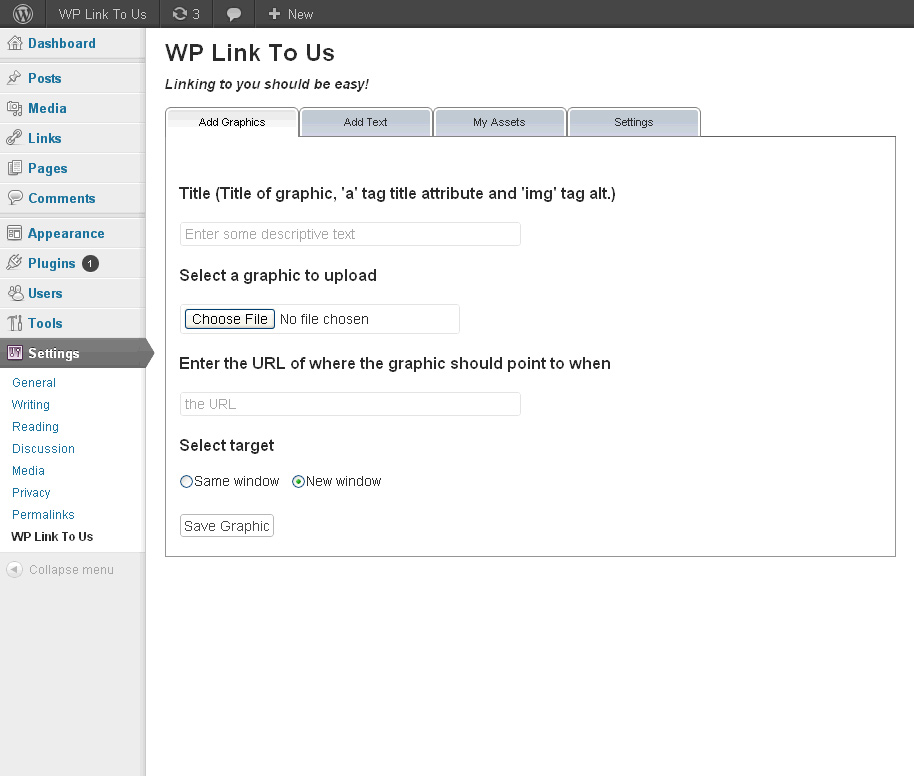 WP Link To Us 3 New
Dashboard
Posts
Media
Links
Pages
Comments
Appearance
Plugins 1
Users
Tools
Settings
General
Writing
Reading
Discussion
Media
Privacy
Permalinks
WP Link To Us
Collapse menu
WP Link To Us
Linking to you should be easy!
Add Graphics Add Text My Assets Settings
Title (Title of graphic, 'a' tag title attribute and 'img' tag alt.)
Enter some descriptive text
Select a graphic to upload
Choose File No file chosen
Enter the URL of where the graphic should point to when
the URL
Select target
Same window New window
Save Graphic